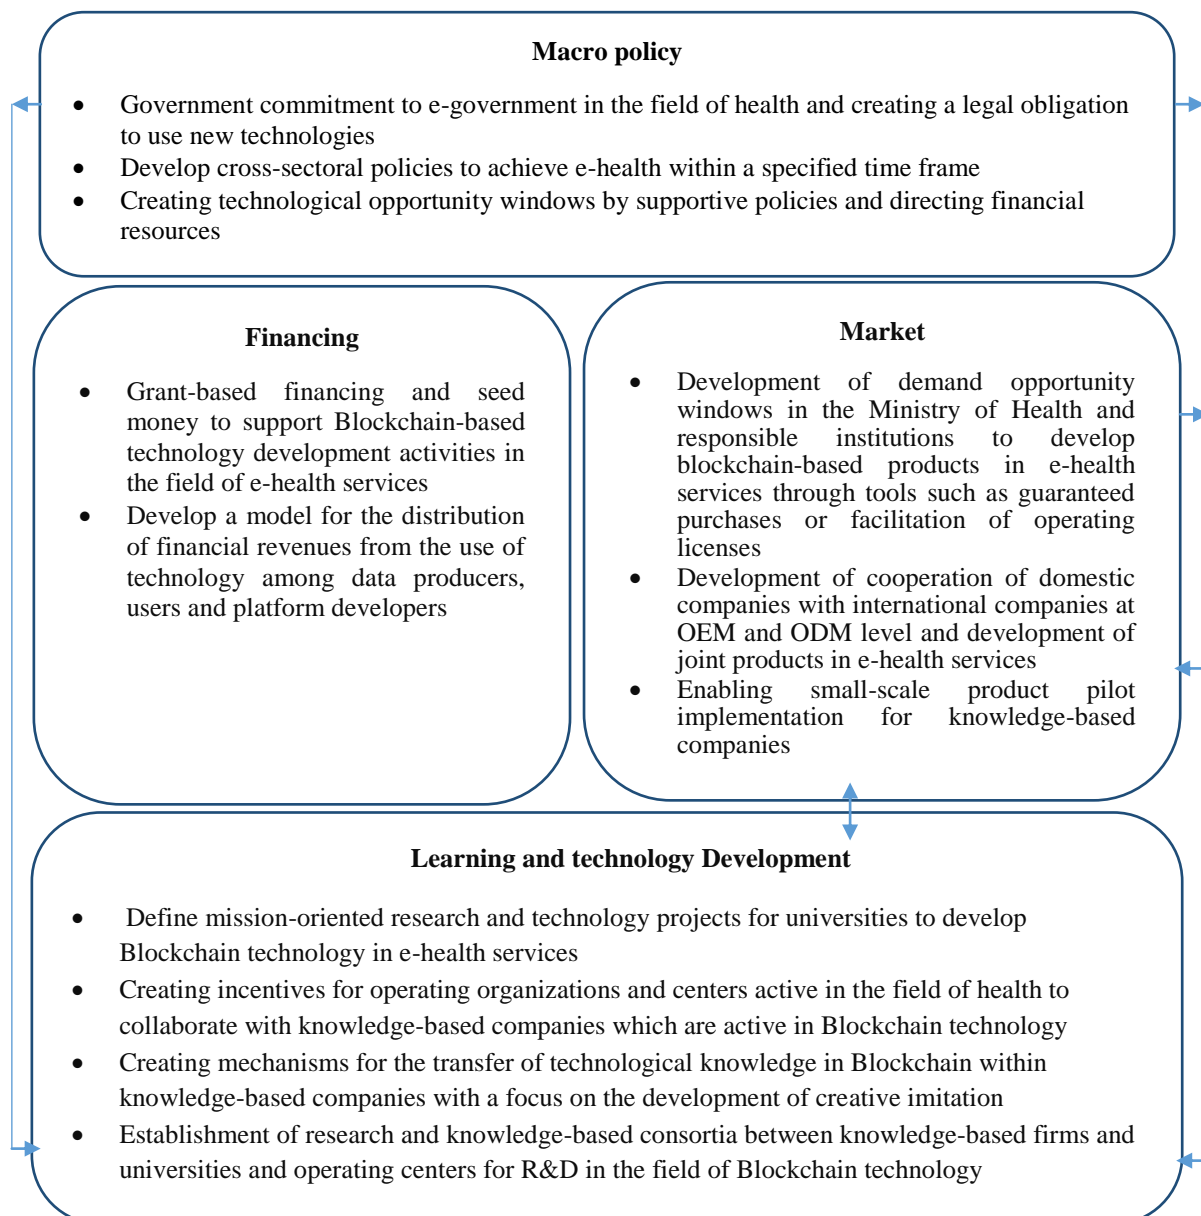 Macro policy
• Government commitment to e-government in the field of health and creating a legal obligation
to use new technologies
• Develop cross-sectoral policies to achieve e-health within a specified time frame
• Creating technological opportunity windows by supportive policies and directing financial
resources
Financing
• Grant-based financing and seed
money to support Blockchain-based
technology development activities in
the field of e-health services
• Develop a model for the distribution
of financial revenues from the use of
technology among data producers,
users and platform developers
Market
• Development of demand opportunity
windows in the Ministry of Health and
responsible institutions to develop
blockchain-based products in e-health
services through tools such as guaranteed
purchases or facilitation of operating
licenses
• Development of cooperation of domestic
companies with international companies at
OEM and ODM level and development of
joint products in e-health services
• Enabling small-scale product pilot
implementation for knowledge-based
companies
Learning and technology Development
• Define mission-oriented research and technology projects for universities to develop
Blockchain technology in e-health services
• Creating incentives for operating organizations and centers active in the field of health to
collaborate with knowledge-based companies which are active in Blockchain technology
• Creating mechanisms for the transfer of technological knowledge in Blockchain within
knowledge-based companies with a focus on the development of creative imitation
• Establishment of research and knowledge-based consortia between knowledge-based firms and
universities and operating centers for R&D in the field of Blockchain technology